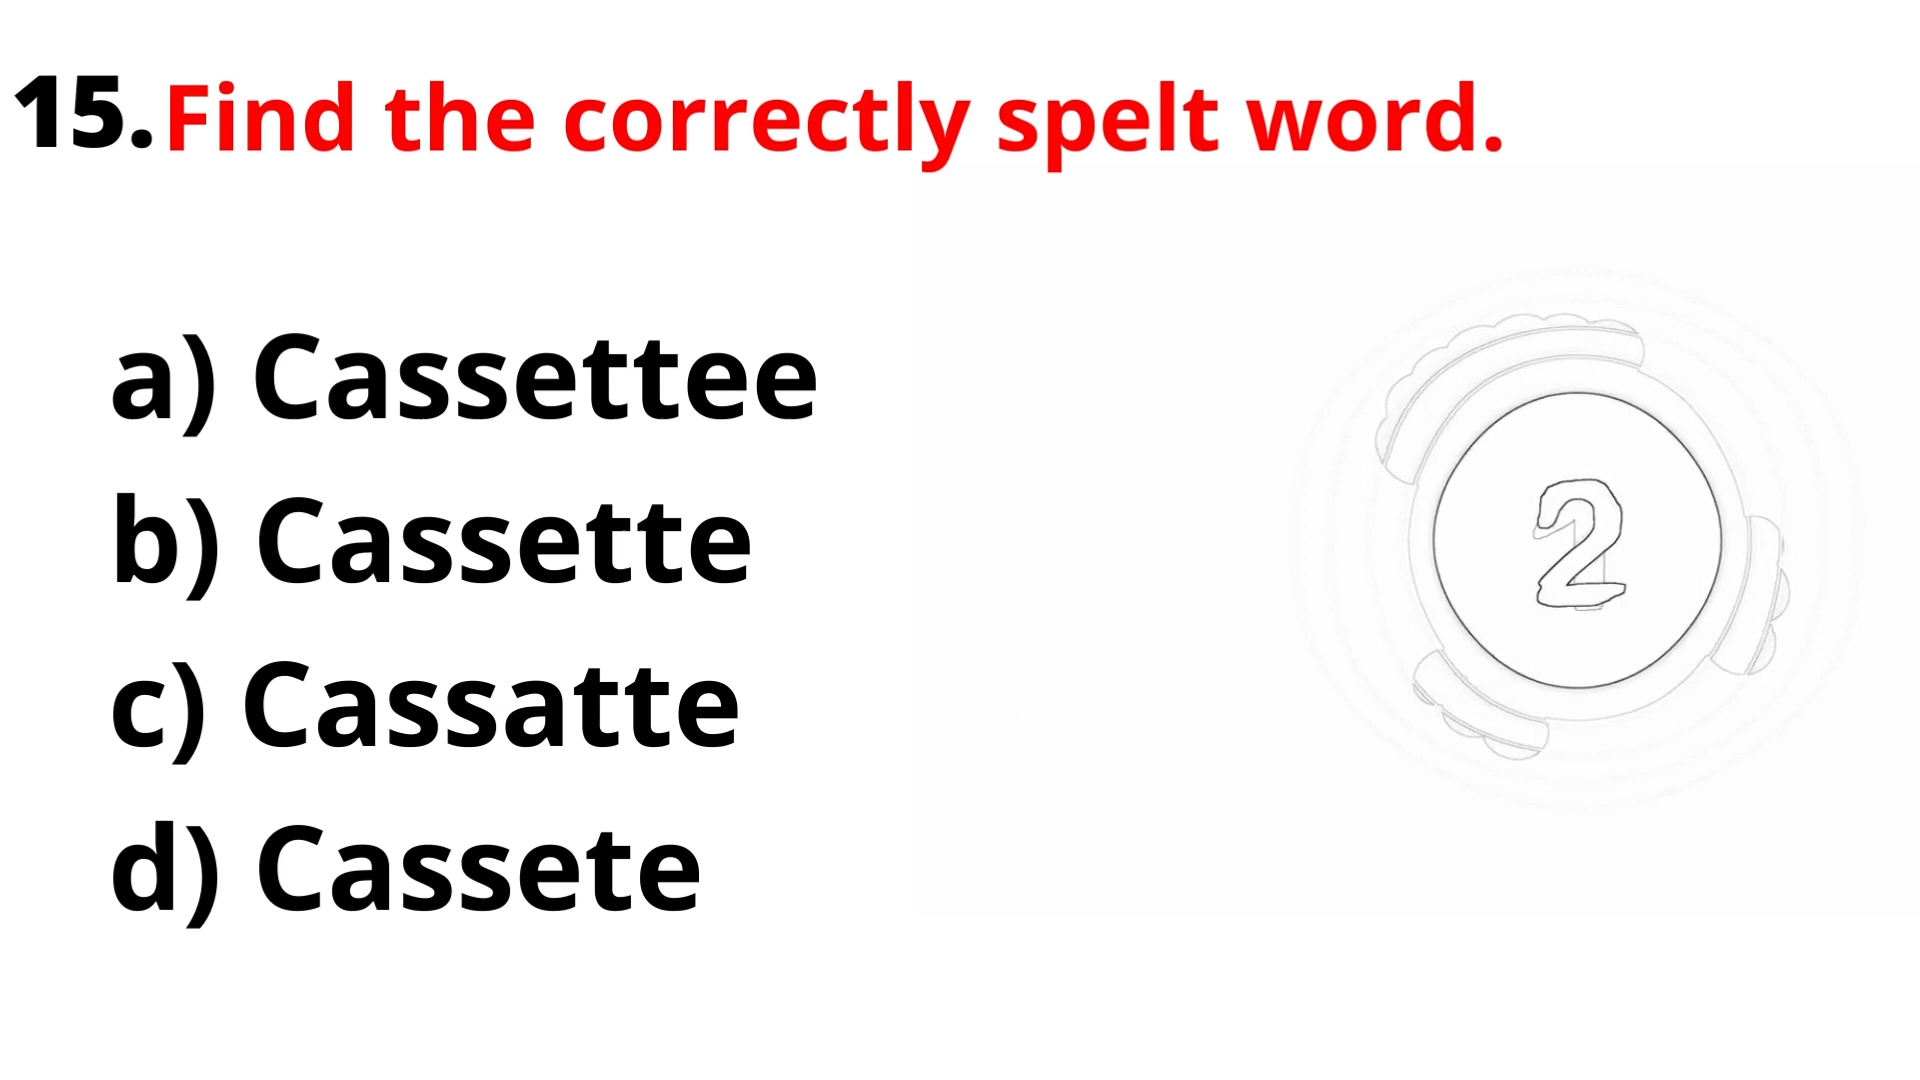 15. Find the correctly spelt word.
a) Cassettee
b) Cassette
c) Cassatte
d) Cassete
2